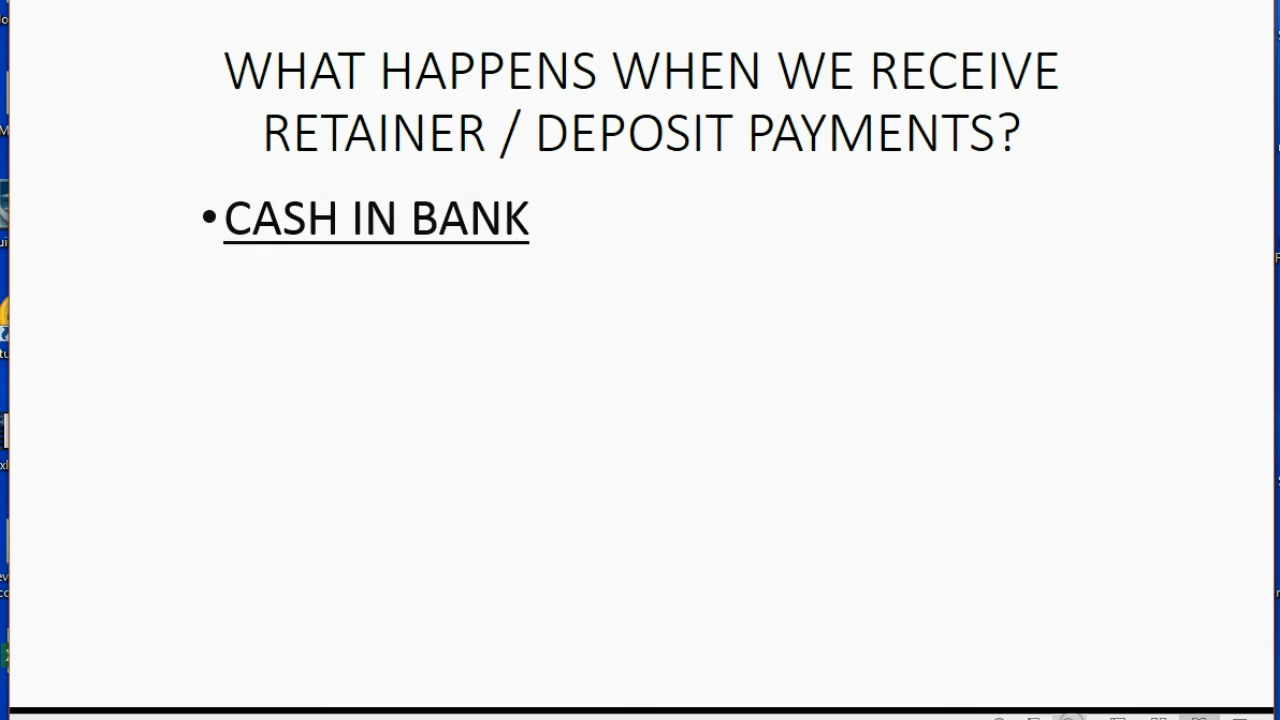 WHAT HAPPENS WHEN WE RECEIVE
RETAINER / DEPOSIT PAYMENTS?
•CASH IN BANK